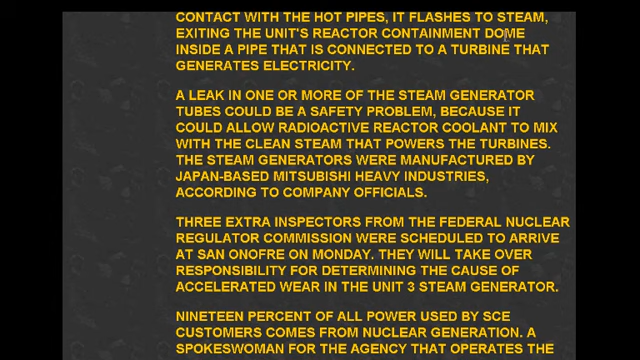 CONTACT WITH THE HOT PIPES, IT FLASHES TO STEAM,
EXITING THE UNIT'S REACTOR CONTAINMENT DOME
INSIDE A PIPE THAT IS CONNECTED TO A TURBINE THAT
GENERATES ELECTRICITY.
A LEAK IN ONE OR MORE OF THE STEAM GENERATOR
TUBES COULD BE A SAFETY PROBLEM, BECAUSE IT
COULD ALLOW RADIOACTIVE REACTOR COOLANT TO MIX
WITH THE CLEAN STEAM THAT POWERS THE TURBINES.
THE STEAM GENERATORS WERE MANUFACTURED BY
JAPAN-BASED MITSUBISHI HEAVY INDUSTRIES,
ACCORDING TO COMPANY OFFICIALS.
THREE EXTRA INSPECTORS FROM THE FEDERAL NUCLEAR
REGULATOR COMMISSION WERE SCHEDULED TO ARRIVE
AT SAN ONOFRE ON MONDAY. THEY WILL TAKE OVER
RESPONSIBILITY FOR DETERMINING THE CAUSE OF
ACCELERATED WEAR IN THE UNIT 3 STEAM GENERATOR.
NINETEEN PERCENT OF ALL POWER USED BY SCE
CUSTOMERS COMES FROM NUCLEAR GENERATION. A
SPOKESWOMAN FOR THE AGENCY THAT OPERATES THE